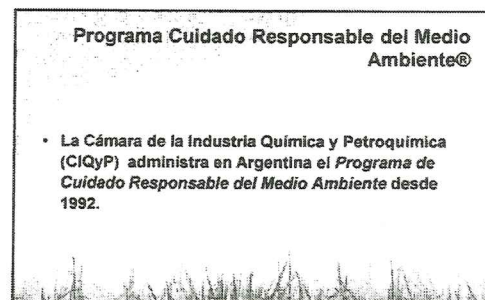 Programa Cuidado Responsable del Medio
Ambiente®
• La Cámara de la Industria Química y Petroquímica
(CIQyP) administra en Argentina el Programa de
Cuidado Responsable del Medio Ambiente desde
1992.